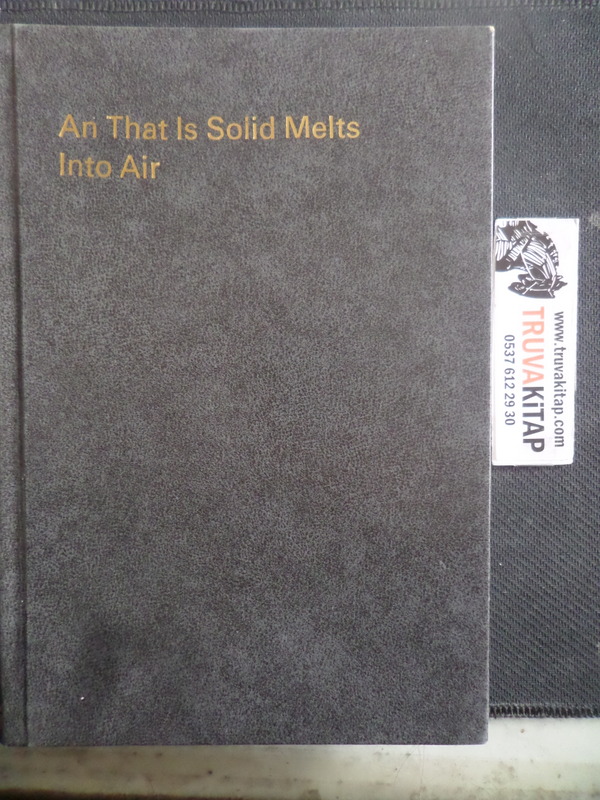 An That Is Solid Melts
Into Air
www.truvakitap.com
TRUVAKiTAP
0537 612 29 30